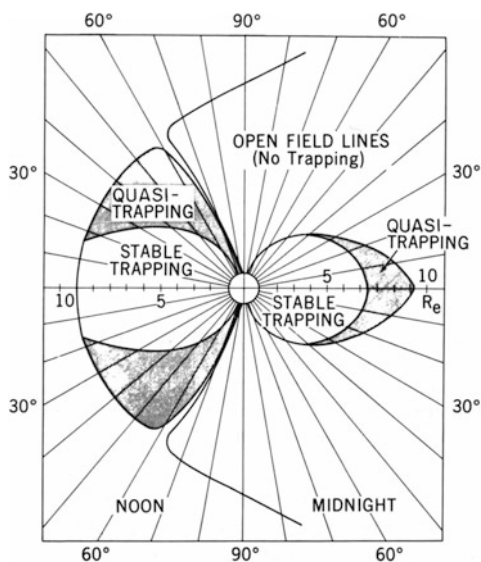 60° 90° 60°
OPEN FIELD LINES
(No Trapping)
30° 30°
QUASI-
TRAPPING
QUASI-
TRAPPING
STABLE
TRAPPING
10 5 5 10
STABLE
TRAPPING
Re
30° 30°
NOON MIDNIGHT
60° 90° 60°